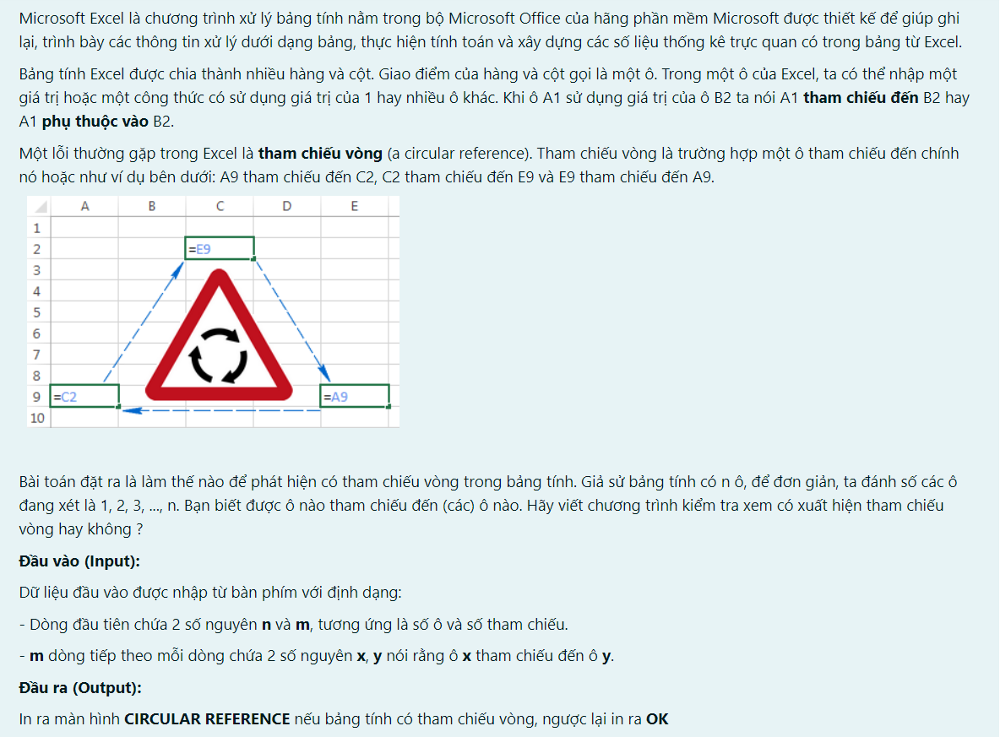 Microsoft Excel là chương trình xử lý bảng tính nằm trong bộ Microsoft Office của hãng phần mềm Microsoft được thiết kế để giúp ghi
lại, trình bày các thông tin xử lý dưới dạng bảng, thực hiện tính toán và xây dựng các số liệu thống kê trực quan có trong bảng từ Excel.
Bảng tính Excel được chia thành nhiều hàng và cột. Giao điểm của hàng và cột gọi là một ô. Trong một ô của Excel, ta có thể nhập một
giá trị hoặc một công thức có sử dụng giá trị của 1 hay nhiều ô khác. Khi ô A1 sử dụng giá trị của ô B2 ta nói A1 tham chiếu đến B2 hay
A1 phụ thuộc vào B2.
Một lỗi thường gặp trong Excel là tham chiếu vòng (a circular reference). Tham chiếu vòng là trường hợp một ô tham chiếu đến chính
nó hoặc như ví dụ bên dưới: A9 tham chiếu đến C2, C2 tham chiếu đến E9 và E9 tham chiếu đến A9.
A B C D E
1
2 =E9
3
4
5
6
7
8
9 =C2 =A9
10
Bài toán đặt ra là làm thế nào để phát hiện có tham chiếu vòng trong bảng tính. Giả sử bảng tính có n ô, để đơn giản, ta đánh số các ô
đang xét là 1, 2, 3, ..., n. Bạn biết được ô nào tham chiếu đến (các) ô nào. Hãy viết chương trình kiểm tra xem có xuất hiện tham chiếu
vòng hay không ?
Đầu vào (Input):
Dữ liệu đầu vào được nhập từ bàn phím với định dạng:
- Dòng đầu tiên chứa 2 số nguyên n và m, tương ứng là số ô và số tham chiếu.
- m dòng tiếp theo mỗi dòng chứa 2 số nguyên x, y nói rằng ô x tham chiếu đến ô y.
Đầu ra (Output):
In ra màn hình CIRCULAR REFERENCE nếu bảng tính có tham chiếu vòng, ngược lại in ra OK